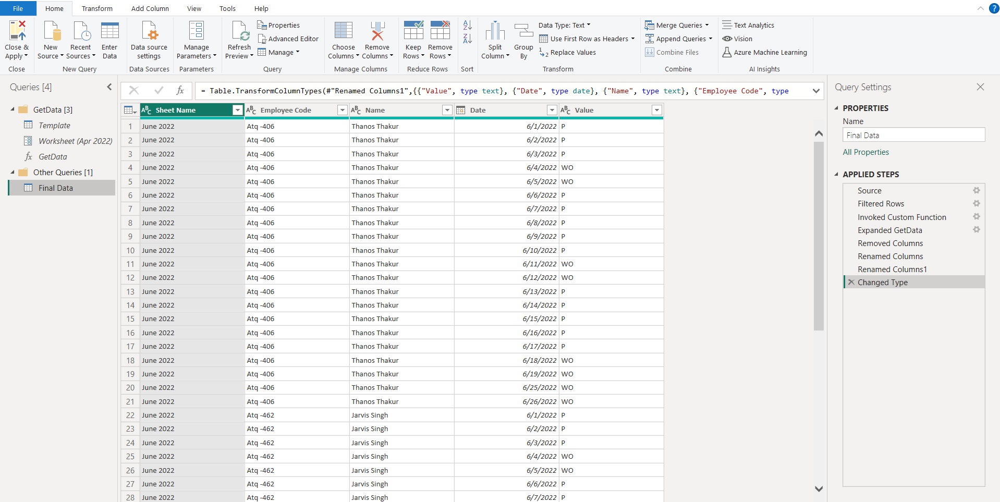 File Home Transform Add Column View Tools Help ?
Close & Apply
Close
New Source
Recent Sources
Enter Data
New Query
Data source settings
Data Sources
Manage Parameters
Parameters
Refresh Preview
Properties
Advanced Editor
Manage
Query
Choose Columns
Remove Columns
Manage Columns
Keep Rows
Remove Rows
Reduce Rows
A Z
Z A
Sort
Split Column
Group By
Data Type: Text
Use First Row as Headers
1 2 Replace Values
Transform
Merge Queries
Append Queries
Combine Files
Combine
Text Analytics
Vision
Azure Machine Learning
AI Insights
Queries [4]
GetData [3]
Template
Worksheet (Apr 2022)
fx GetData
Other Queries [1]
Final Data
fx = Table.TransformColumnTypes(#"Renamed Columns1",{{"Value", type text}, {"Date", type date}, {"Name", type text}, {"Employee Code", type
ABC Sheet Name ABC Employee Code ABC Name Date ABC Value
1 June 2022 Atq -406 Thanos Thakur 6/1/2022 P
2 June 2022 Atq -406 Thanos Thakur 6/2/2022 P
3 June 2022 Atq -406 Thanos Thakur 6/3/2022 P
4 June 2022 Atq -406 Thanos Thakur 6/4/2022 WO
5 June 2022 Atq -406 Thanos Thakur 6/5/2022 WO
6 June 2022 Atq -406 Thanos Thakur 6/6/2022 P
7 June 2022 Atq -406 Thanos Thakur 6/7/2022 P
8 June 2022 Atq -406 Thanos Thakur 6/8/2022 P
9 June 2022 Atq -406 Thanos Thakur 6/9/2022 P
10 June 2022 Atq -406 Thanos Thakur 6/10/2022 P
11 June 2022 Atq -406 Thanos Thakur 6/11/2022 WO
12 June 2022 Atq -406 Thanos Thakur 6/12/2022 WO
13 June 2022 Atq -406 Thanos Thakur 6/13/2022 P
14 June 2022 Atq -406 Thanos Thakur 6/14/2022 P
15 June 2022 Atq -406 Thanos Thakur 6/15/2022 P
16 June 2022 Atq -406 Thanos Thakur 6/16/2022 P
17 June 2022 Atq -406 Thanos Thakur 6/17/2022 P
18 June 2022 Atq -406 Thanos Thakur 6/18/2022 WO
19 June 2022 Atq -406 Thanos Thakur 6/19/2022 WO
20 June 2022 Atq -406 Thanos Thakur 6/25/2022 WO
21 June 2022 Atq -406 Thanos Thakur 6/26/2022 WO
22 June 2022 Atq -462 Jarvis Singh 6/1/2022 P
23 June 2022 Atq -462 Jarvis Singh 6/2/2022 P
24 June 2022 Atq -462 Jarvis Singh 6/3/2022 P
25 June 2022 Atq -462 Jarvis Singh 6/4/2022 WO
26 June 2022 Atq -462 Jarvis Singh 6/5/2022 WO
27 June 2022 Atq -462 Jarvis Singh 6/6/2022 P
28 June 2022 Atq -462 Jarvis Singh 6/7/2022 P
Query Settings
PROPERTIES
Name
Final Data
All Properties
APPLIED STEPS
Source
Filtered Rows
Invoked Custom Function
Expanded GetData
Removed Columns
Renamed Columns
Renamed Columns1
Changed Type